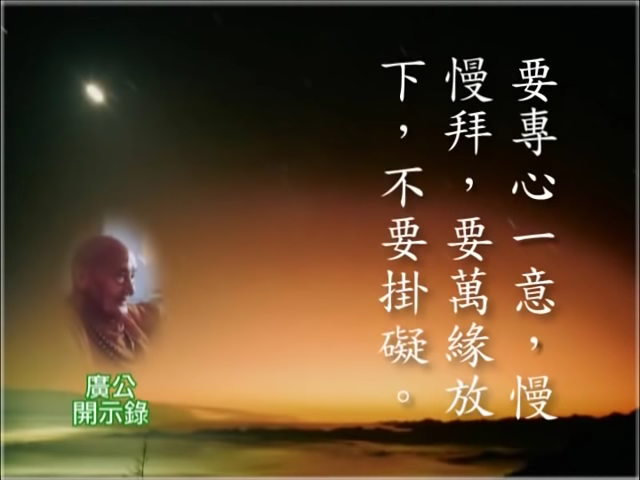 要專心一意，慢
慢拜，要萬緣放
下，不要掛礙。
廣公
開示錄